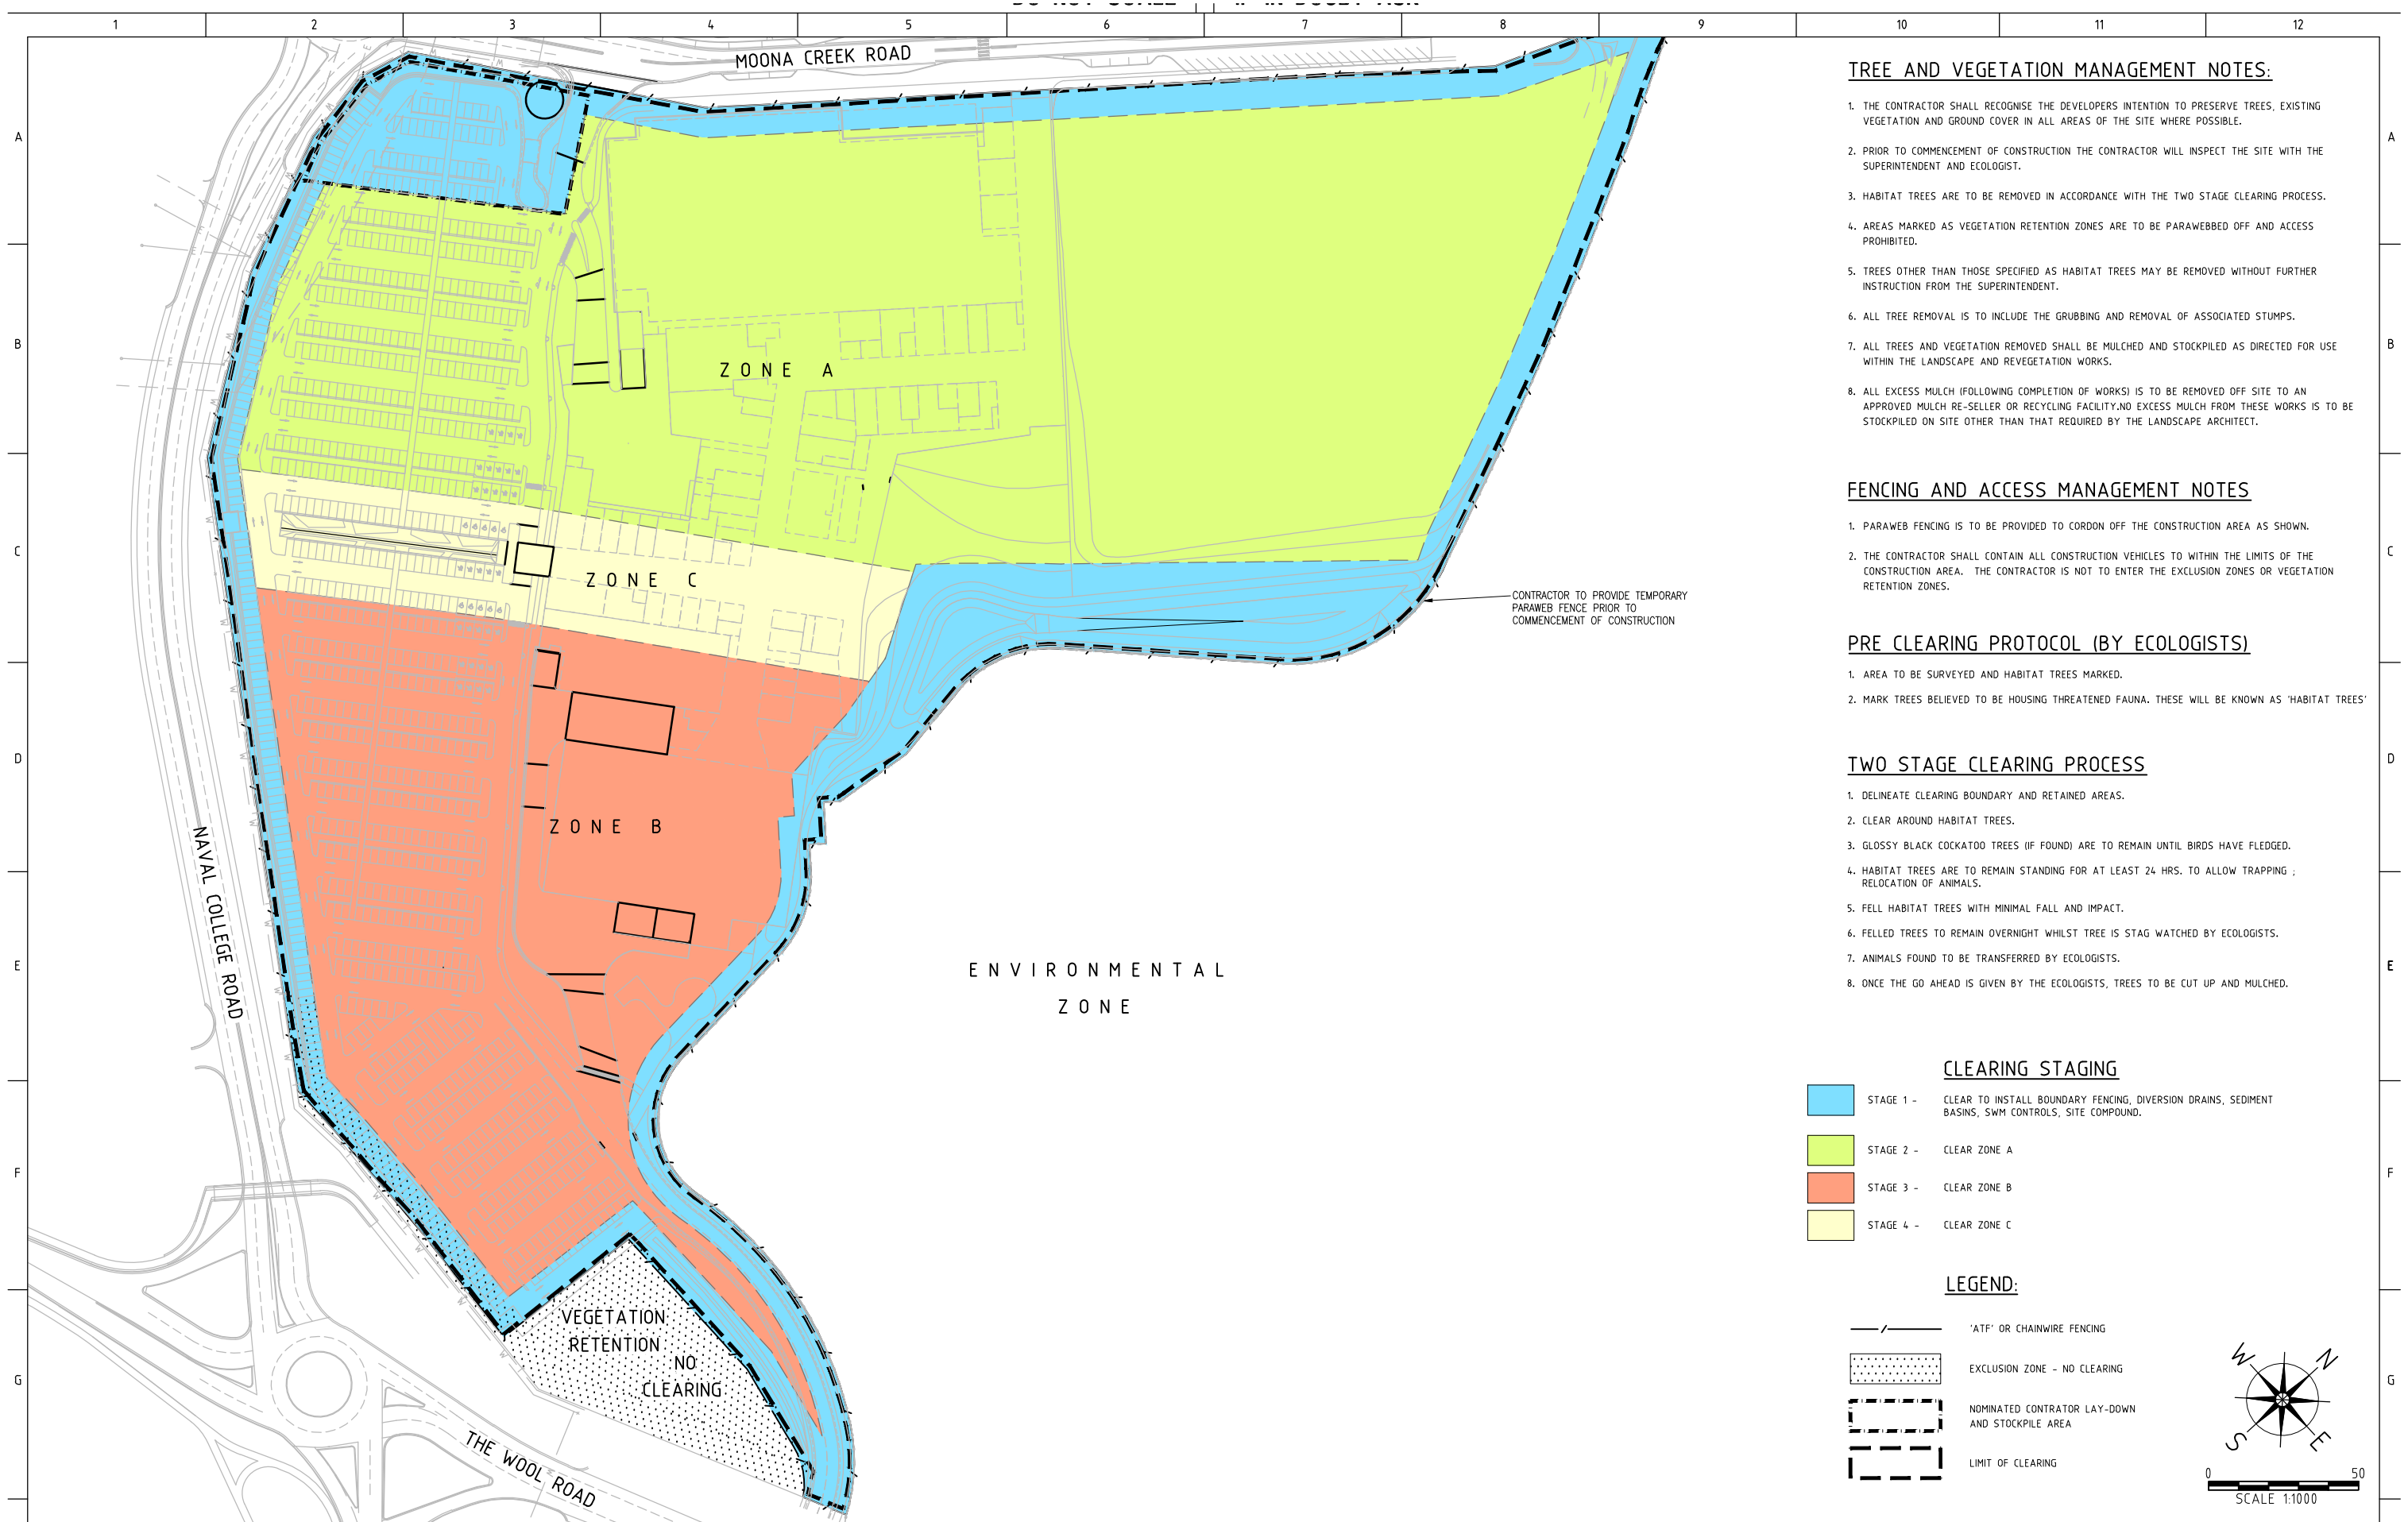 1 2 3 4 5 6 7 8 9 10 11 12
MOONA CREEK ROAD
A
B
C
D
E
F
G
ZONE A
ZONE C
ZONE B
NAVAL COLLEGE ROAD
CONTRACTOR TO PROVIDE TEMPORARY
PARAWEB FENCE PRIOR TO
COMMENCEMENT OF CONSTRUCTION
ENVIRONMENTAL
ZONE
VEGETATION
RETENTION
NO
CLEARING
THE WOOL ROAD
TREE AND VEGETATION MANAGEMENT NOTES:
1. THE CONTRACTOR SHALL RECOGNISE THE DEVELOPERS INTENTION TO PRESERVE TREES, EXISTING
VEGETATION AND GROUND COVER IN ALL AREAS OF THE SITE WHERE POSSIBLE.
2. PRIOR TO COMMENCEMENT OF CONSTRUCTION THE CONTRACTOR WILL INSPECT THE SITE WITH THE
SUPERINTENDENT AND ECOLOGIST.
3. HABITAT TREES ARE TO BE REMOVED IN ACCORDANCE WITH THE TWO STAGE CLEARING PROCESS.
4. AREAS MARKED AS VEGETATION RETENTION ZONES ARE TO BE PARAWEBBED OFF AND ACCESS
PROHIBITED.
5. TREES OTHER THAN THOSE SPECIFIED AS HABITAT TREES MAY BE REMOVED WITHOUT FURTHER
INSTRUCTION FROM THE SUPERINTENDENT.
6. ALL TREE REMOVAL IS TO INCLUDE THE GRUBBING AND REMOVAL OF ASSOCIATED STUMPS.
7. ALL TREES AND VEGETATION REMOVED SHALL BE MULCHED AND STOCKPILED AS DIRECTED FOR USE
WITHIN THE LANDSCAPE AND REVEGETATION WORKS.
8. ALL EXCESS MULCH (FOLLOWING COMPLETION OF WORKS) IS TO BE REMOVED OFF SITE TO AN
APPROVED MULCH RE-SELLER OR RECYCLING FACILITY.NO EXCESS MULCH FROM THESE WORKS IS TO BE
STOCKPILED ON SITE OTHER THAN THAT REQUIRED BY THE LANDSCAPE ARCHITECT.
FENCING AND ACCESS MANAGEMENT NOTES
1. PARAWEB FENCING IS TO BE PROVIDED TO CORDON OFF THE CONSTRUCTION AREA AS SHOWN.
2. THE CONTRACTOR SHALL CONTAIN ALL CONSTRUCTION VEHICLES TO WITHIN THE LIMITS OF THE
CONSTRUCTION AREA. THE CONTRACTOR IS NOT TO ENTER THE EXCLUSION ZONES OR VEGETATION
RETENTION ZONES.
PRE CLEARING PROTOCOL (BY ECOLOGISTS)
1. AREA TO BE SURVEYED AND HABITAT TREES MARKED.
2. MARK TREES BELIEVED TO BE HOUSING THREATENED FAUNA. THESE WILL BE KNOWN AS 'HABITAT TREES'
TWO STAGE CLEARING PROCESS
1. DELINEATE CLEARING BOUNDARY AND RETAINED AREAS.
2. CLEAR AROUND HABITAT TREES.
3. GLOSSY BLACK COCKATOO TREES (IF FOUND) ARE TO REMAIN UNTIL BIRDS HAVE FLEDGED.
4. HABITAT TREES ARE TO REMAIN STANDING FOR AT LEAST 24 HRS. TO ALLOW TRAPPING ;
RELOCATION OF ANIMALS.
5. FELL HABITAT TREES WITH MINIMAL FALL AND IMPACT.
6. FELLED TREES TO REMAIN OVERNIGHT WHILST TREE IS STAG WATCHED BY ECOLOGISTS.
7. ANIMALS FOUND TO BE TRANSFERRED BY ECOLOGISTS.
8. ONCE THE GO AHEAD IS GIVEN BY THE ECOLOGISTS, TREES TO BE CUT UP AND MULCHED.
CLEARING STAGING
STAGE 1 - CLEAR TO INSTALL BOUNDARY FENCING, DIVERSION DRAINS, SEDIMENT
BASINS, SWM CONTROLS, SITE COMPOUND.
STAGE 2 - CLEAR ZONE A
STAGE 3 - CLEAR ZONE B
STAGE 4 - CLEAR ZONE C
LEGEND:
'ATF' OR CHAINWIRE FENCING
EXCLUSION ZONE - NO CLEARING
NOMINATED CONTRATOR LAY-DOWN
AND STOCKPILE AREA
LIMIT OF CLEARING
W N
S E
0 50
SCALE 1:1000
A
B
C
D
E
F
G